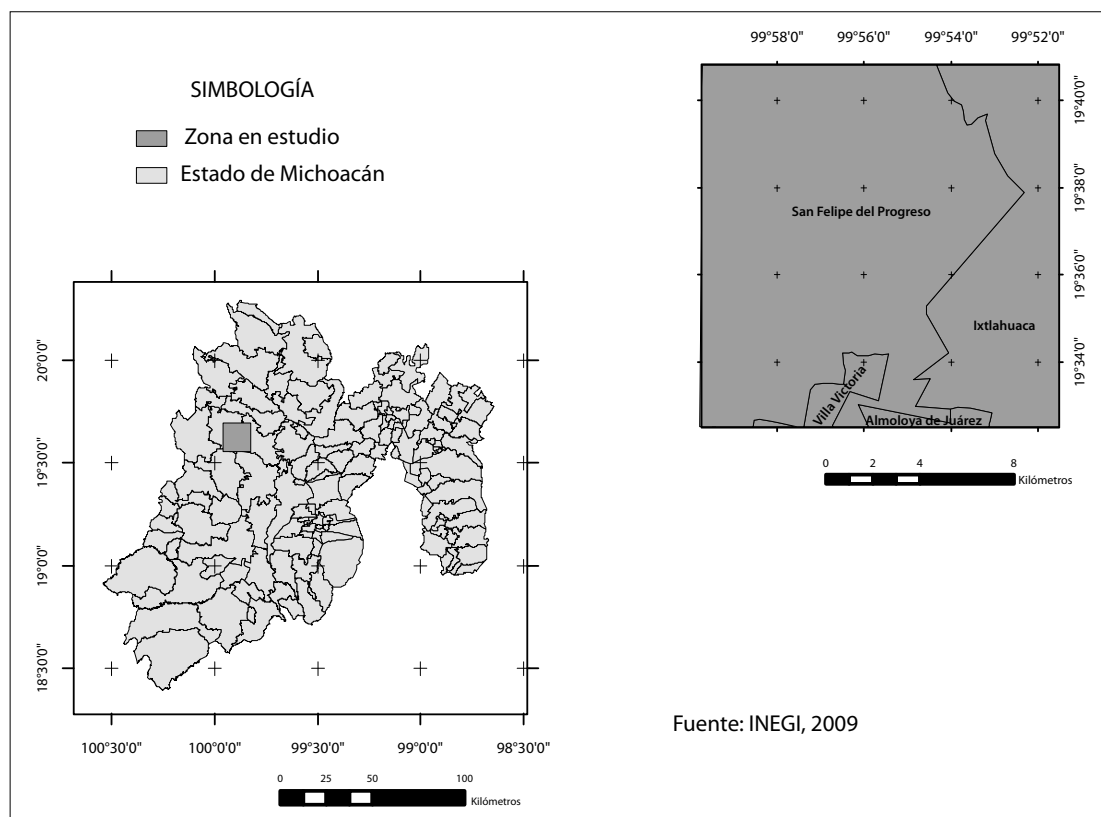 SIMBOLOGÍA
Zona en estudio
Estado de Michoacán
99°58'0" 99°56'0" 99°54'0" 99°52'0"
19°40'0"
19°38'0"
19°36'0"
19°34'0"
San Felipe del Progreso
Ixtlahuaca
Villa Victoria
Almoloya de Juárez
0 2 4 8
Kilómetros
20°0'0"
19°30'0"
19°0'0"
18°30'0"
100°30'0" 100°0'0" 99°30'0" 99°0'0" 98°30'0"
0 25 50 100
Kilómetros
Fuente: INEGI, 2009